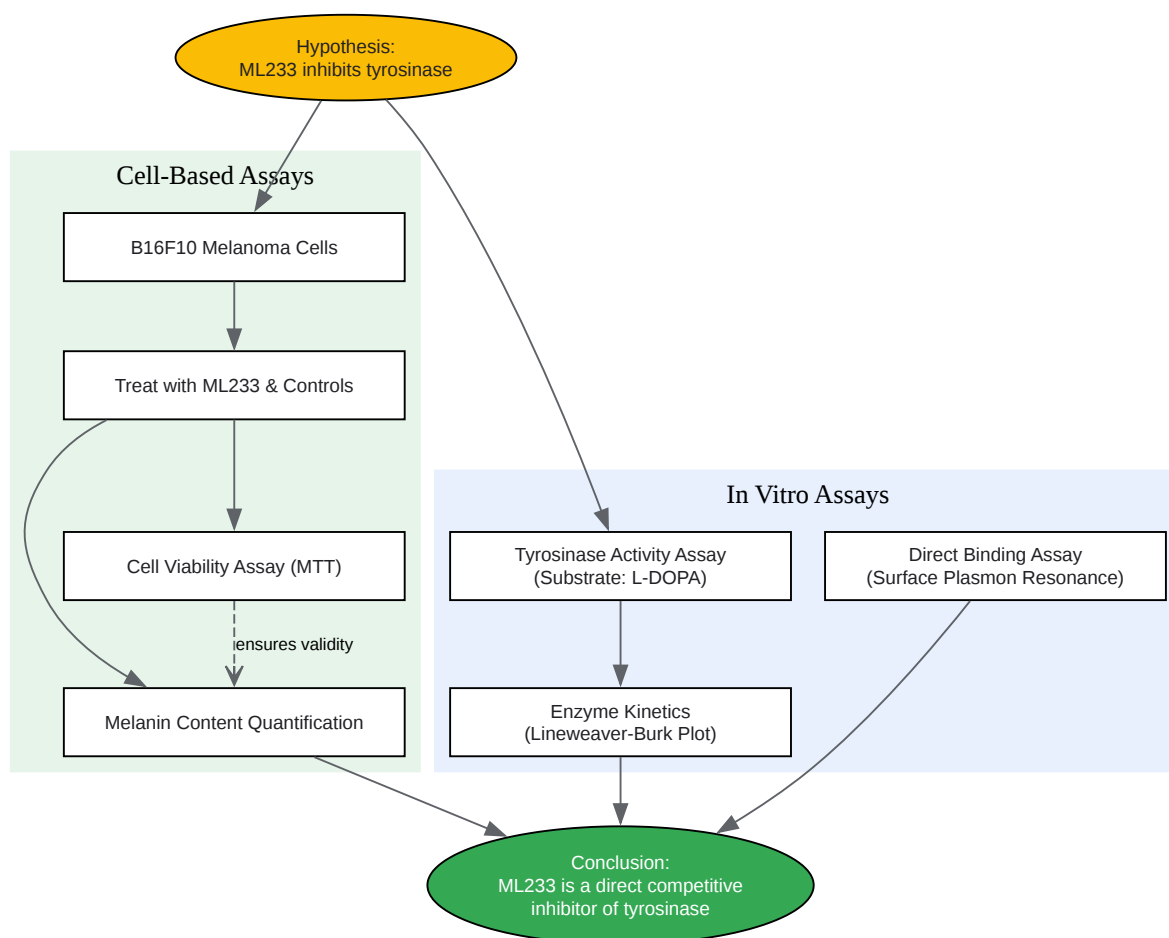 Hypothesis:
ML233 inhibits tyrosinase
Cell-Based Assays
B16F10 Melanoma Cells
Treat with ML233 & Controls
Cell Viability Assay (MTT)
ensures validity
Melanin Content Quantification
In Vitro Assays
Tyrosinase Activity Assay
(Substrate: L-DOPA)
Direct Binding Assay
(Surface Plasmon Resonance)
Enzyme Kinetics
(Lineweaver-Burk Plot)
Conclusion:
ML233 is a direct competitive
inhibitor of tyrosinase